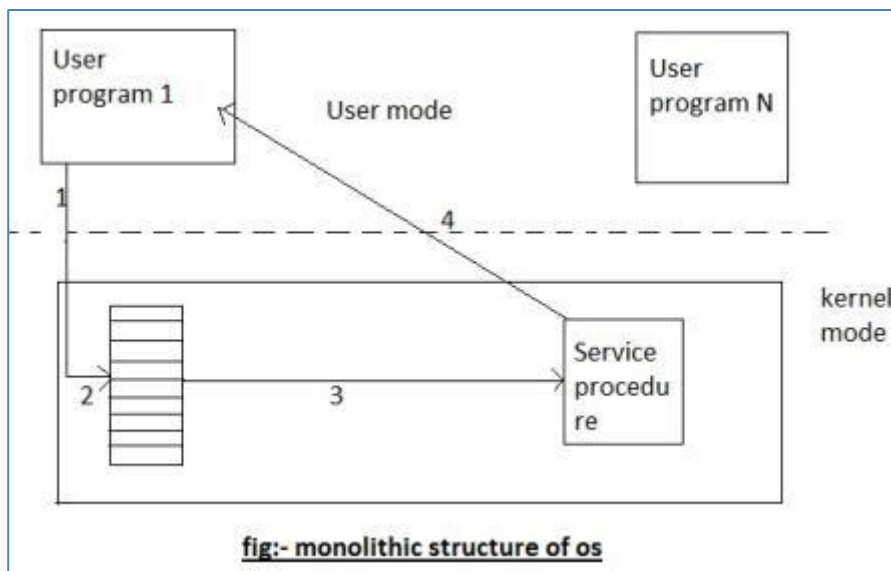 User
program 1
User mode
User
program N
1
4
kernel
mode
2
3
Service
procedu
re
fig:- monolithic structure of os